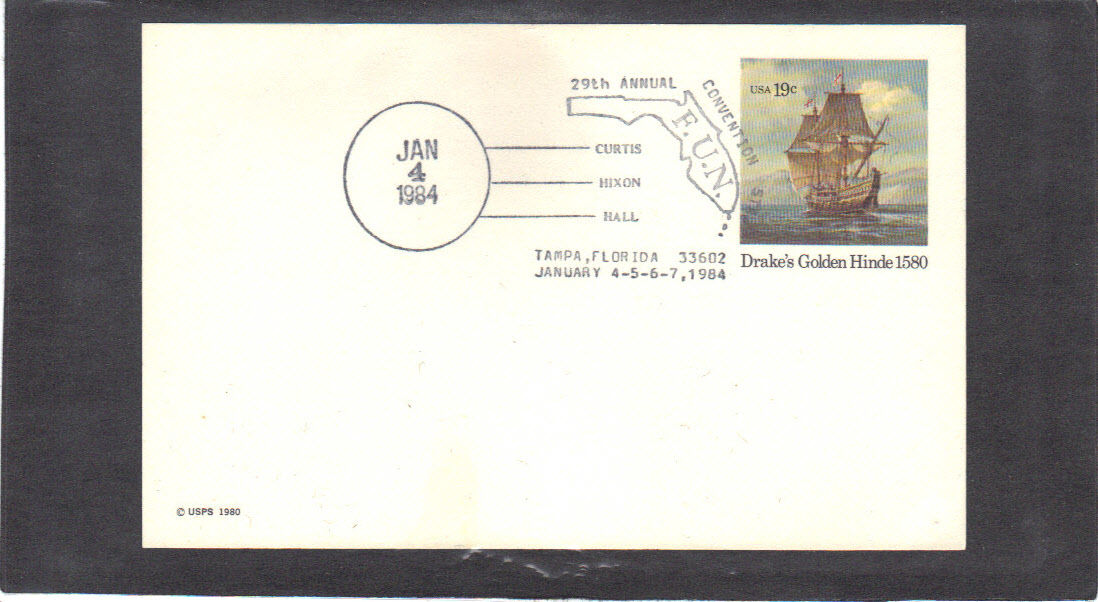 29th ANNUAL
CONVENTION
F.U.N.
JAN
4
1984
CURTIS
HIXON
HALL
TAMPA, FLORIDA 33602
JANUARY 4-5-6-7, 1984
USA 19c
Drake's Golden Hinde 1580
© USPS 1980